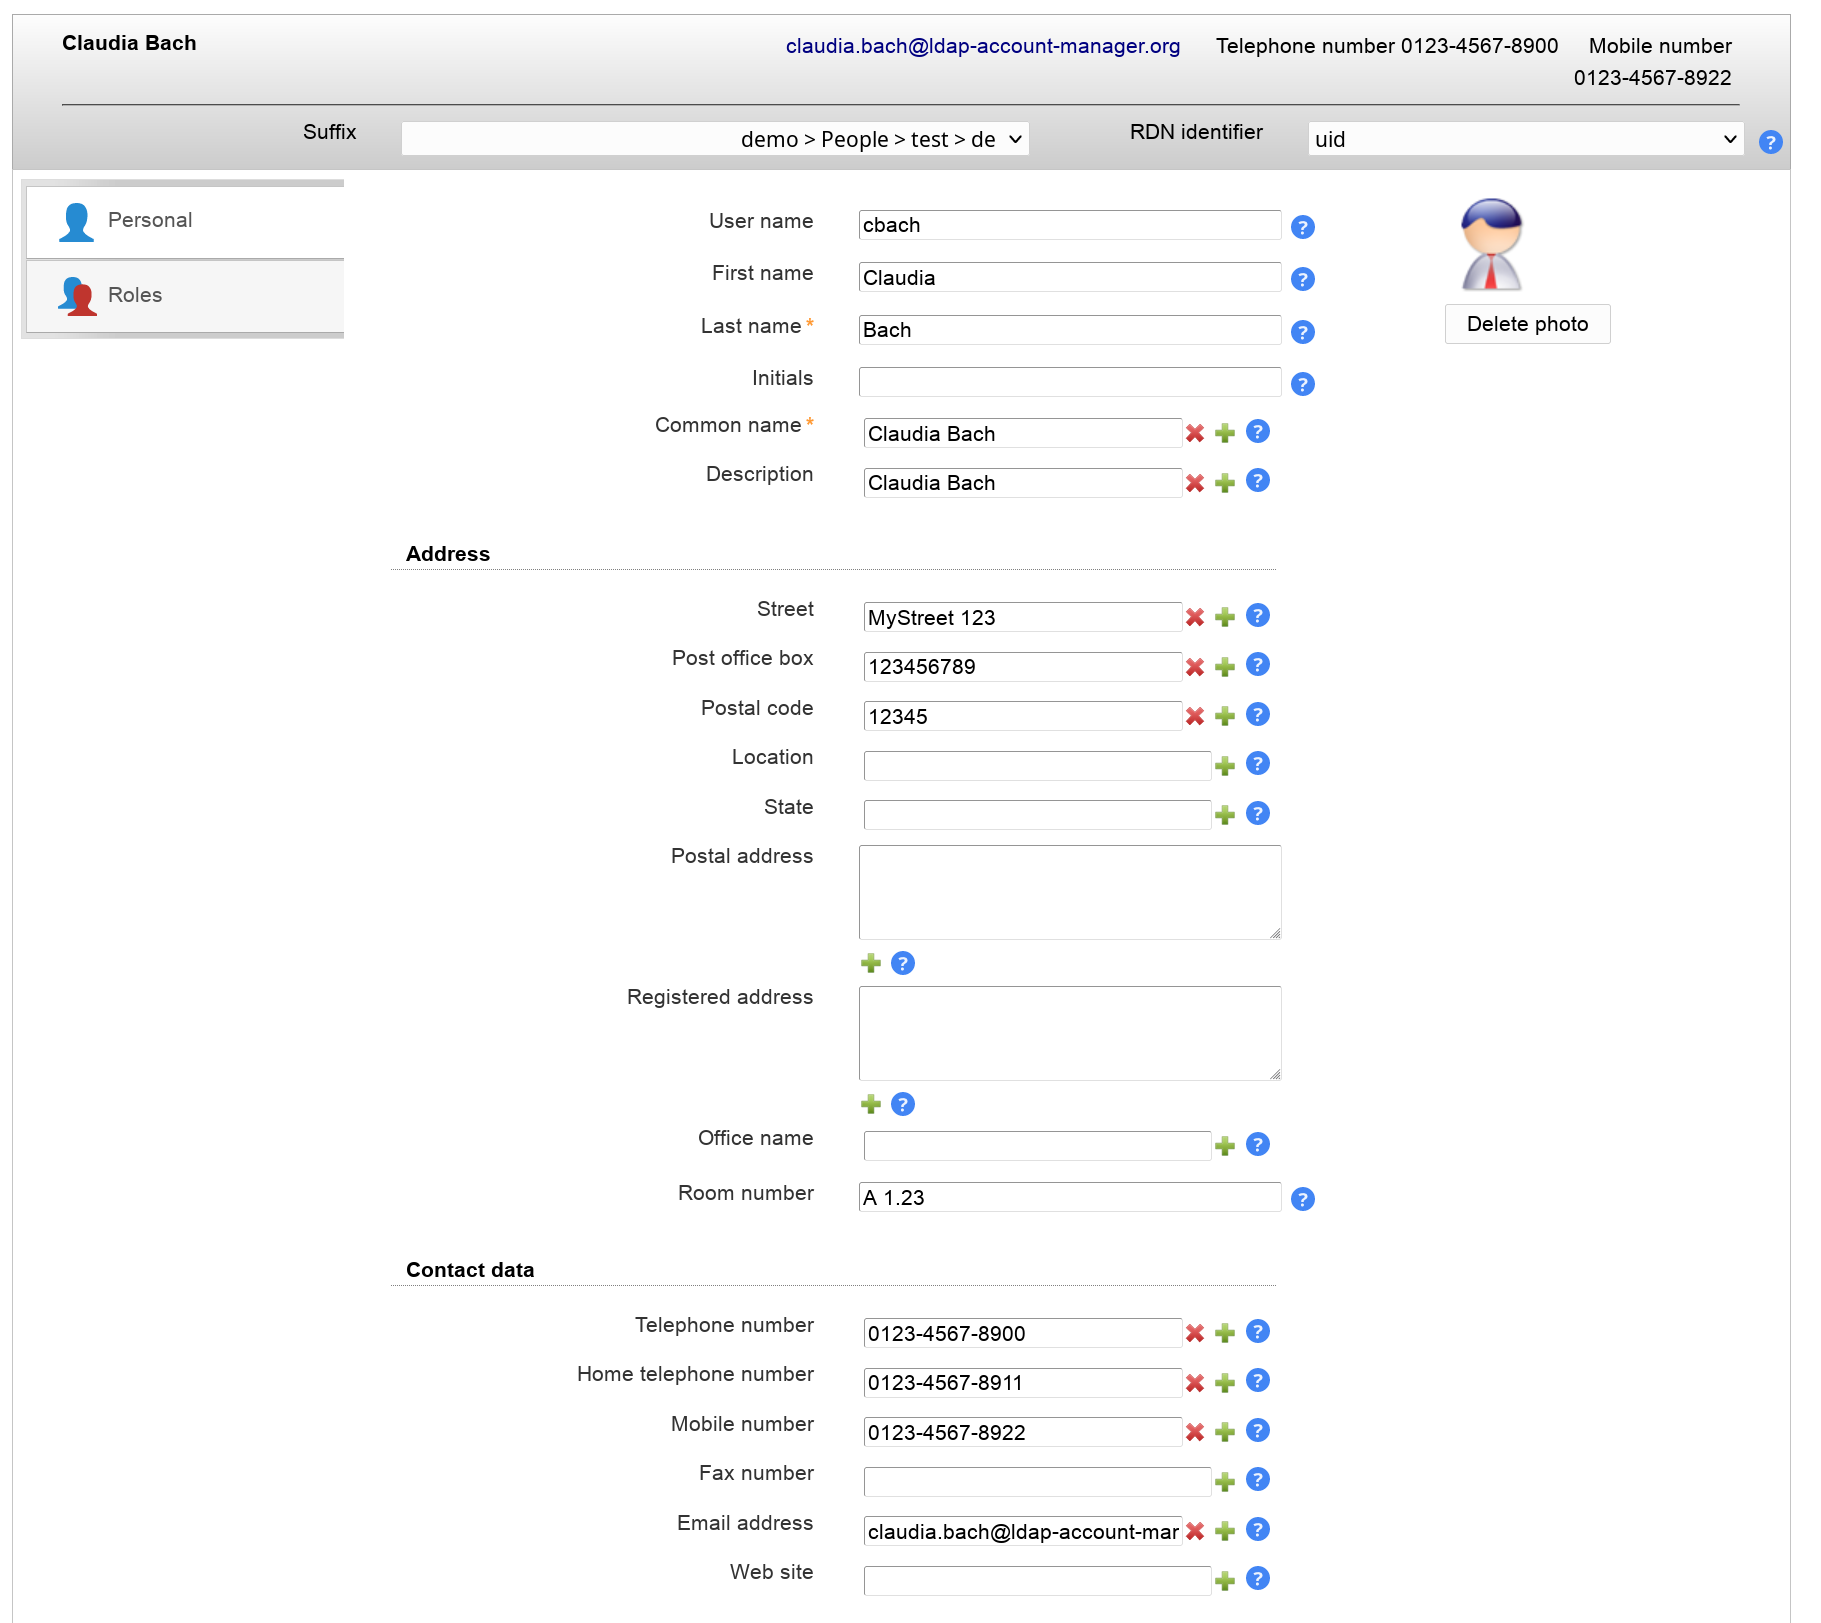 Claudia Bach
claudia.bach@ldap-account-manager.org Telephone number 0123-4567-8900 Mobile number
0123-4567-8922
Suffix demo > People > test > de RDN identifier uid
Personal
Roles
User name cbach
First name Claudia
Delete photo
Last name * Bach
Initials
Common name * Claudia Bach
Description Claudia Bach
Address
Street MyStreet 123
Post office box 123456789
Postal code 12345
Location
State
Postal address
Registered address
Office name
Room number A 1.23
Contact data
Telephone number 0123-4567-8900
Home telephone number 0123-4567-8911
Mobile number 0123-4567-8922
Fax number
Email address claudia.bach@ldap-account-mar
Web site